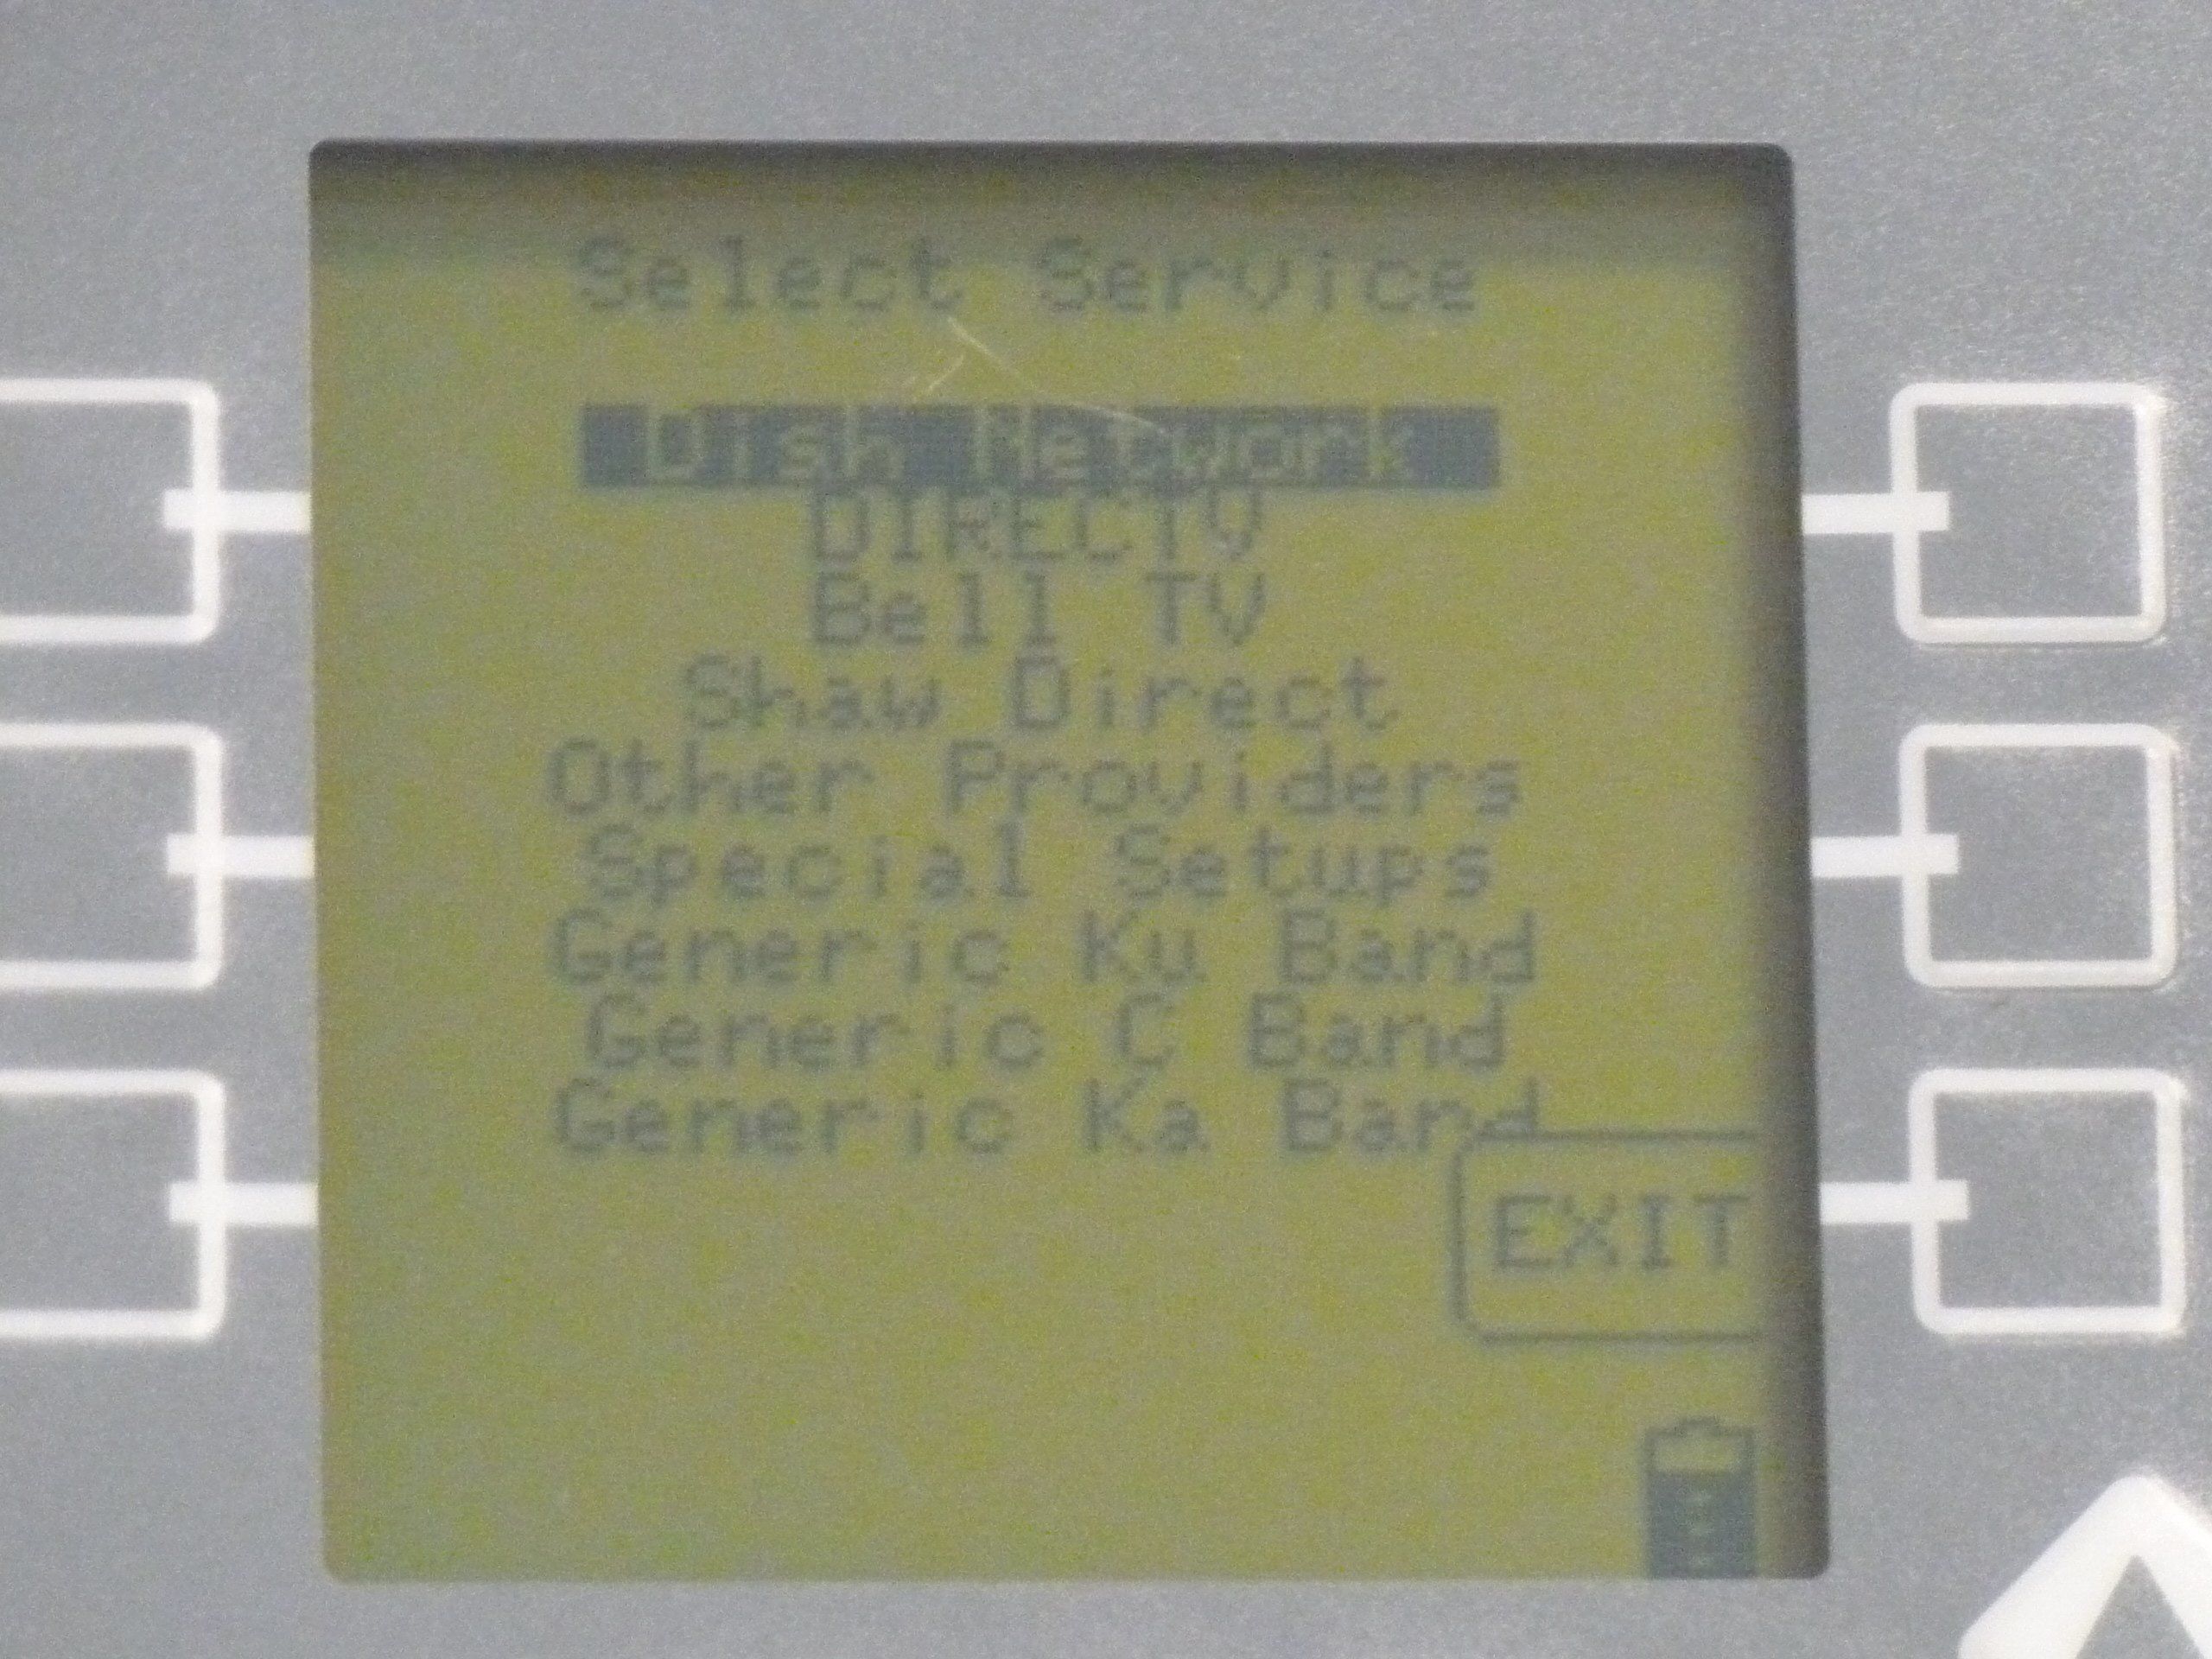 Select Service
Dish Network
DIRECTV
Bell TV
Shaw Direct
Other Providers
Special Setups
Generic Ku Band
Generic C Band
Generic Ka Band
EXIT